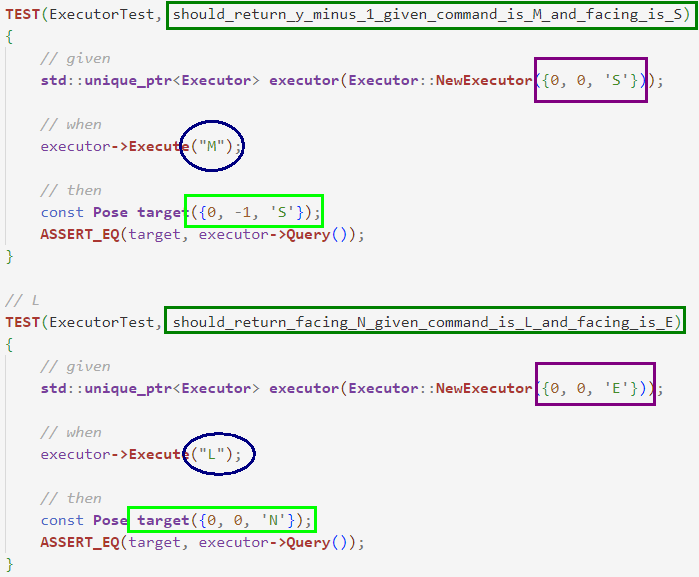 TEST(ExecutorTest, should_return_y_minus_1_given_command_is_M_and_facing_is_S)
{
// given
std::unique_ptr<Executor> executor(Executor::NewExecutor({0, 0, 'S'}));
// when
executor->Execute("M");
// then
const Pose target({0, -1, 'S'});
ASSERT_EQ(target, executor->Query());
}
// L
TEST(ExecutorTest, should_return_facing_N_given_command_is_L_and_facing_is_E)
{
// given
std::unique_ptr<Executor> executor(Executor::NewExecutor({0, 0, 'E'}));
// when
executor->Execute("L");
// then
const Pose target({0, 0, 'N'});
ASSERT_EQ(target, executor->Query());
}